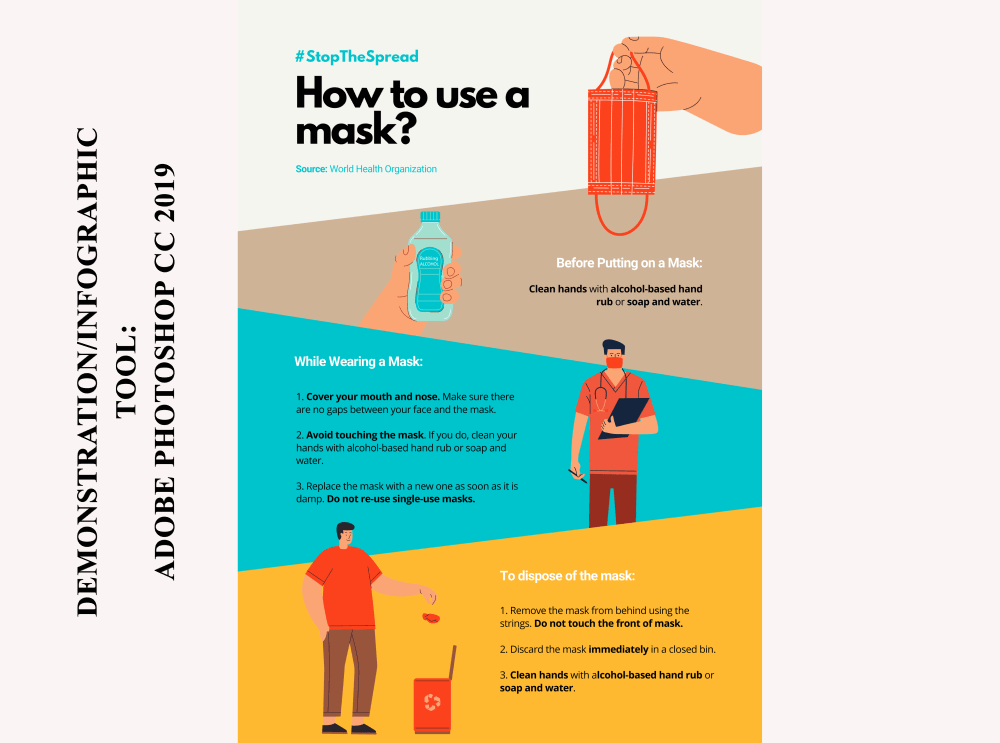 DEMONSTRATION/INFOGRAPHIC
TOOL:
ADOBE PHOTOSHOP CC 2019
#StopTheSpread
How to use a
mask?
Source: World Health Organization
Rubbing
ALCOHOL
Before Putting on a Mask:
Clean hands with alcohol-based hand
rub or soap and water.
While Wearing a Mask:
1. Cover your mouth and nose. Make sure there
are no gaps between your face and the mask.
2. Avoid touching the mask. If you do, clean your
hands with alcohol-based hand rub or soap and
water.
3. Replace the mask with a new one as soon as it is
damp. Do not re-use single-use masks.
To dispose of the mask:
1. Remove the mask from behind using the
strings. Do not touch the front of mask.
2. Discard the mask immediately in a closed bin.
3. Clean hands with alcohol-based hand rub or
soap and water.